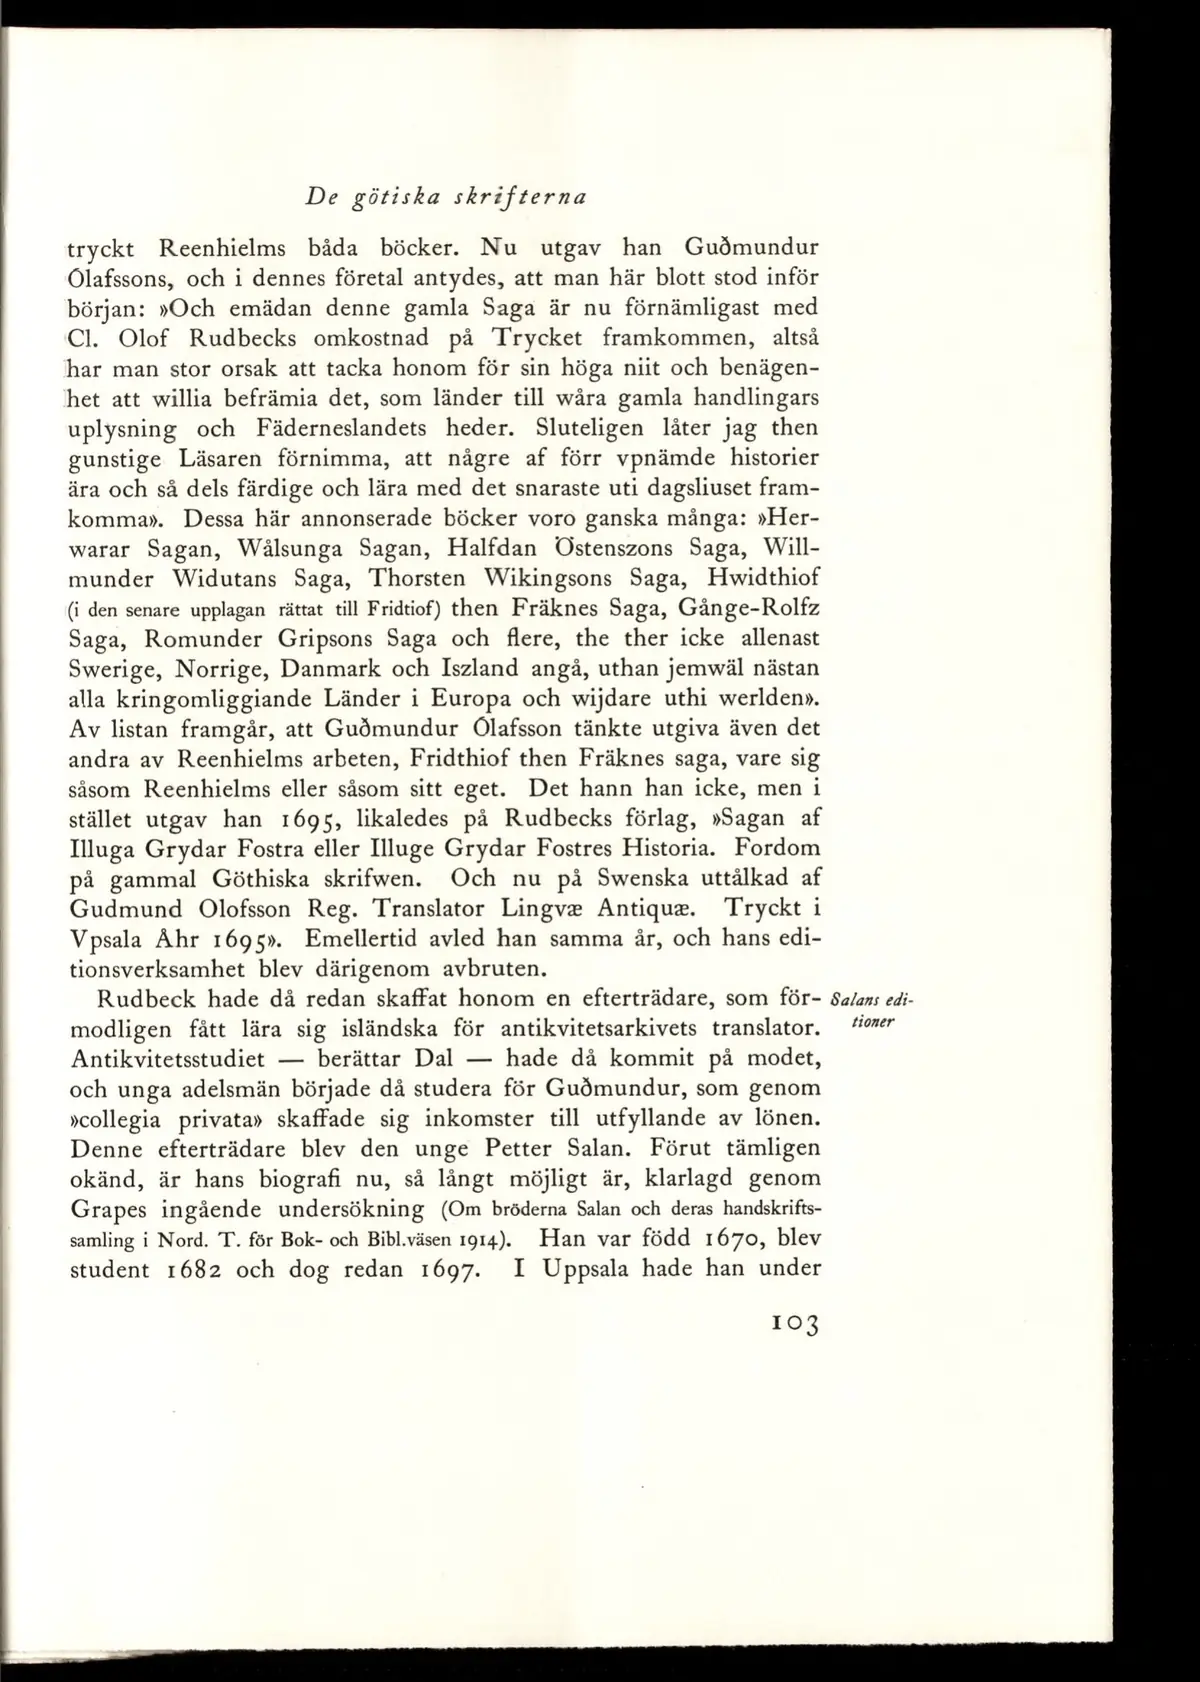 De götiska skrifterna
tryckt Reenhielms båda böcker. Nu utgav han Guðmundur
Ólafssons, och i dennes företal antydes, att man här blott stod inför
början: »Och emädan denne gamla Saga är nu förnämligast med
Cl. Olof Rudbecks omkostnad på Trycket framkommen, altså
har man stor orsak att tacka honom för sin höga niit och benägen-
het att willia befrämia det, som länder till wåra gamla handlingars
uplysning och Fäderneslandets heder. Sluteligen låter jag then
gunstige Läsaren förnimma, att någre af förr vpnämde historier
ära och så dels färdige och lära med det snaraste uti dagsliuset fram-
komma». Dessa här annonserade böcker voro ganska många: »Her-
warar Sagan, Wålsunga Sagan, Halfdan Östenszons Saga, Will-
munder Widutans Saga, Thorsten Wikingsons Saga, Hwidthiof
(i den senare upplagan rättat till Fridtiof) then Fräknes Saga, Gånge-Rolfz
Saga, Romunder Gripsons Saga och flere, the ther icke allenast
Swerige, Norrige, Danmark och Iszland angå, uthan jemwäl nästan
alla kringomliggiande Länder i Europa och wijdare uthi werlden».
Av listan framgår, att Guðmundur Ólafsson tänkte utgiva även det
andra av Reenhielms arbeten, Fridthiof then Fräknes saga, vare sig
såsom Reenhielms eller såsom sitt eget. Det hann han icke, men i
stället utgav han 1695, likaledes på Rudbecks förlag, »Sagan af
Illuga Grydar Fostra eller Illuge Grydar Fostres Historia. Fordom
på gammal Göthiska skrifwen. Och nu på Swenska uttålkad af
Gudmund Olofsson Reg. Translator Lingvæ Antiquæ. Tryckt i
Vpsala Åhr 1695». Emellertid avled han samma år, och hans edi-
tionsverksamhet blev därigenom avbruten.
Rudbeck hade då redan skaffat honom en efterträdare, som för-
modligen fått lära sig isländska för antikvitetsarkivets translator.
Antikvitetsstudiet — berättar Dal — hade då kommit på modet,
och unga adelsmän började då studera för Guðmundur, som genom
»collegia privata» skaffade sig inkomster till utfyllande av lönen.
Denne efterträdare blev den unge Petter Salan. Förut tämligen
okänd, är hans biografi nu, så långt möjligt är, klarlagd genom
Grapes ingående undersökning (Om bröderna Salan och deras handskrifts-
samling i Nord. T. för Bok- och Bibl.väsen 1914). Han var född 1670, blev
student 1682 och dog redan 1697. I Uppsala hade han under
Salans edi-
tioner
103